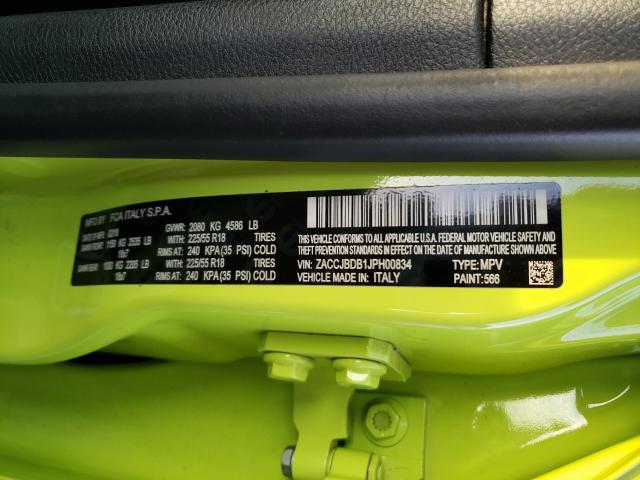 MFD BY: FCA ITALY S.P.A.
GVWR: 2080 KG 4586 LB
WITH 225/55 R18 TIRES
RIMS AT: 240 KPA(35 PSI) COLD
WITH 225/55 R18 TIRES
RIMS AT: 240 KPA(35 PSI) COLD
THIS VEHICLE CONFORMS TO ALL APPLICABLE U.S.A. FEDERAL
MOTOR VEHICLE SAFETY, BUMPER, AND
THEFT PREVENTION STANDARDS IN EFFECT
ON THE DATE OF MANUFACTURE SHOWN ABOVE.
VIN: ZACCJBDB1JPH00834 TYPE: MPV
VEHICLE MADE IN: ITALY PAINT: 566